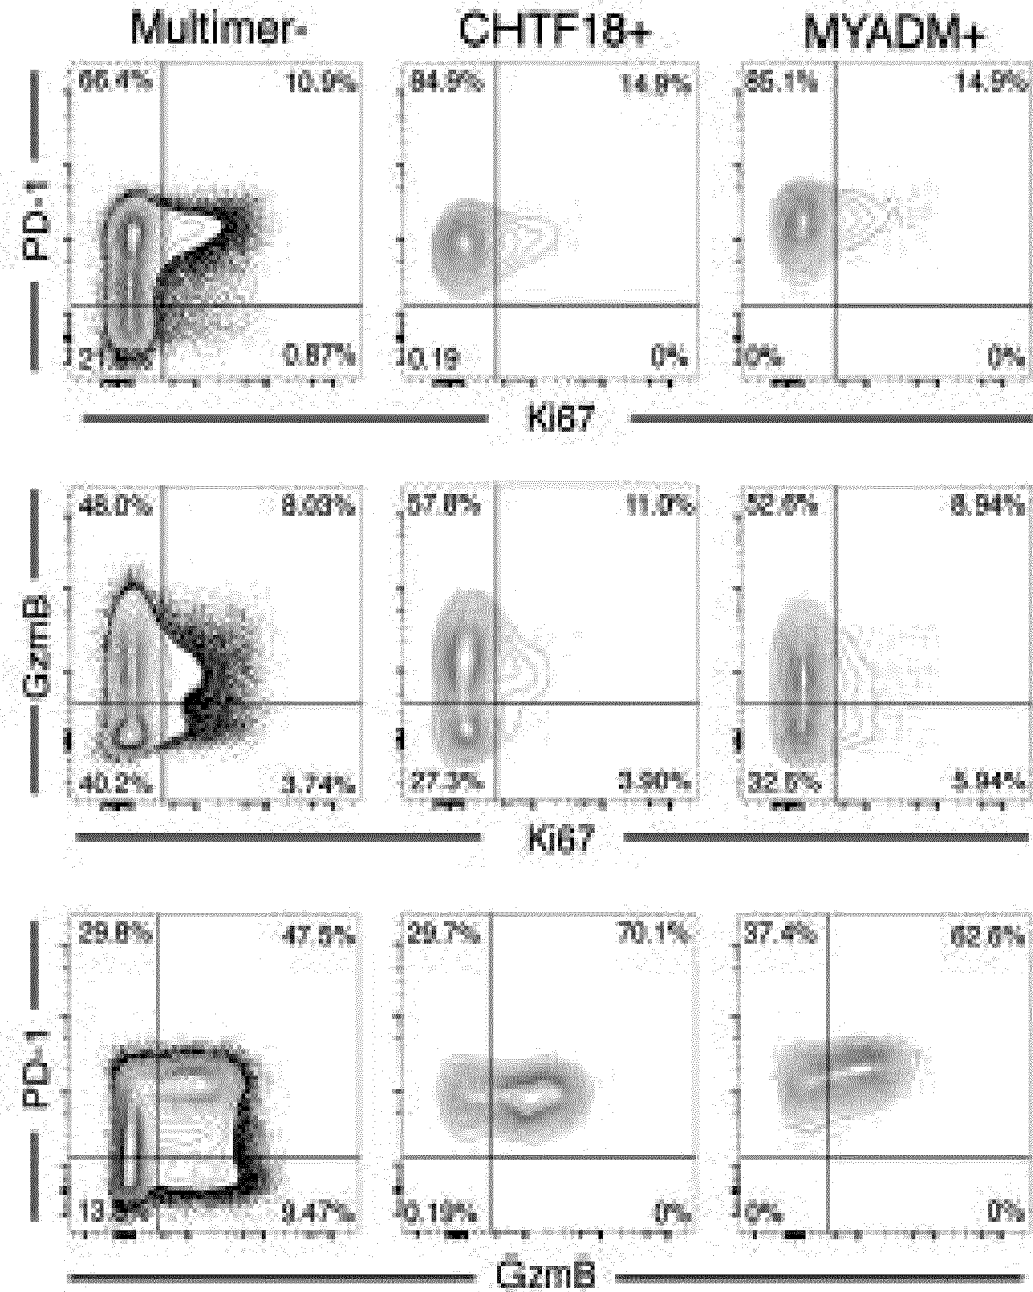 Multimer- CHTF18+ MYADM+
66.4% 10.9% 84.9% 14.9% 85.1% 14.9%
PD-1
0.87% 0.19 0% 0% 0%
Ki67
48.0% 8.03% 57.8% 11.0% 52.6% 8.94%
GzmB
40.2% 3.74% 27.3% 3.90% 32.5% 5.94%
Ki67
29.8% 47.5% 29.7% 70.1% 37.4% 62.6%
PD-1
9.47% 0.19% 0% 0% 0%
GzmB